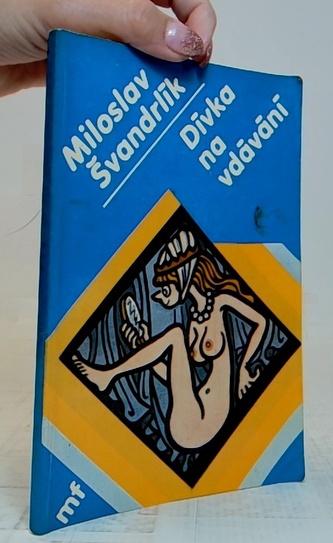 Miloslav
Švandrlík
Dívka
na
vdávání
mf